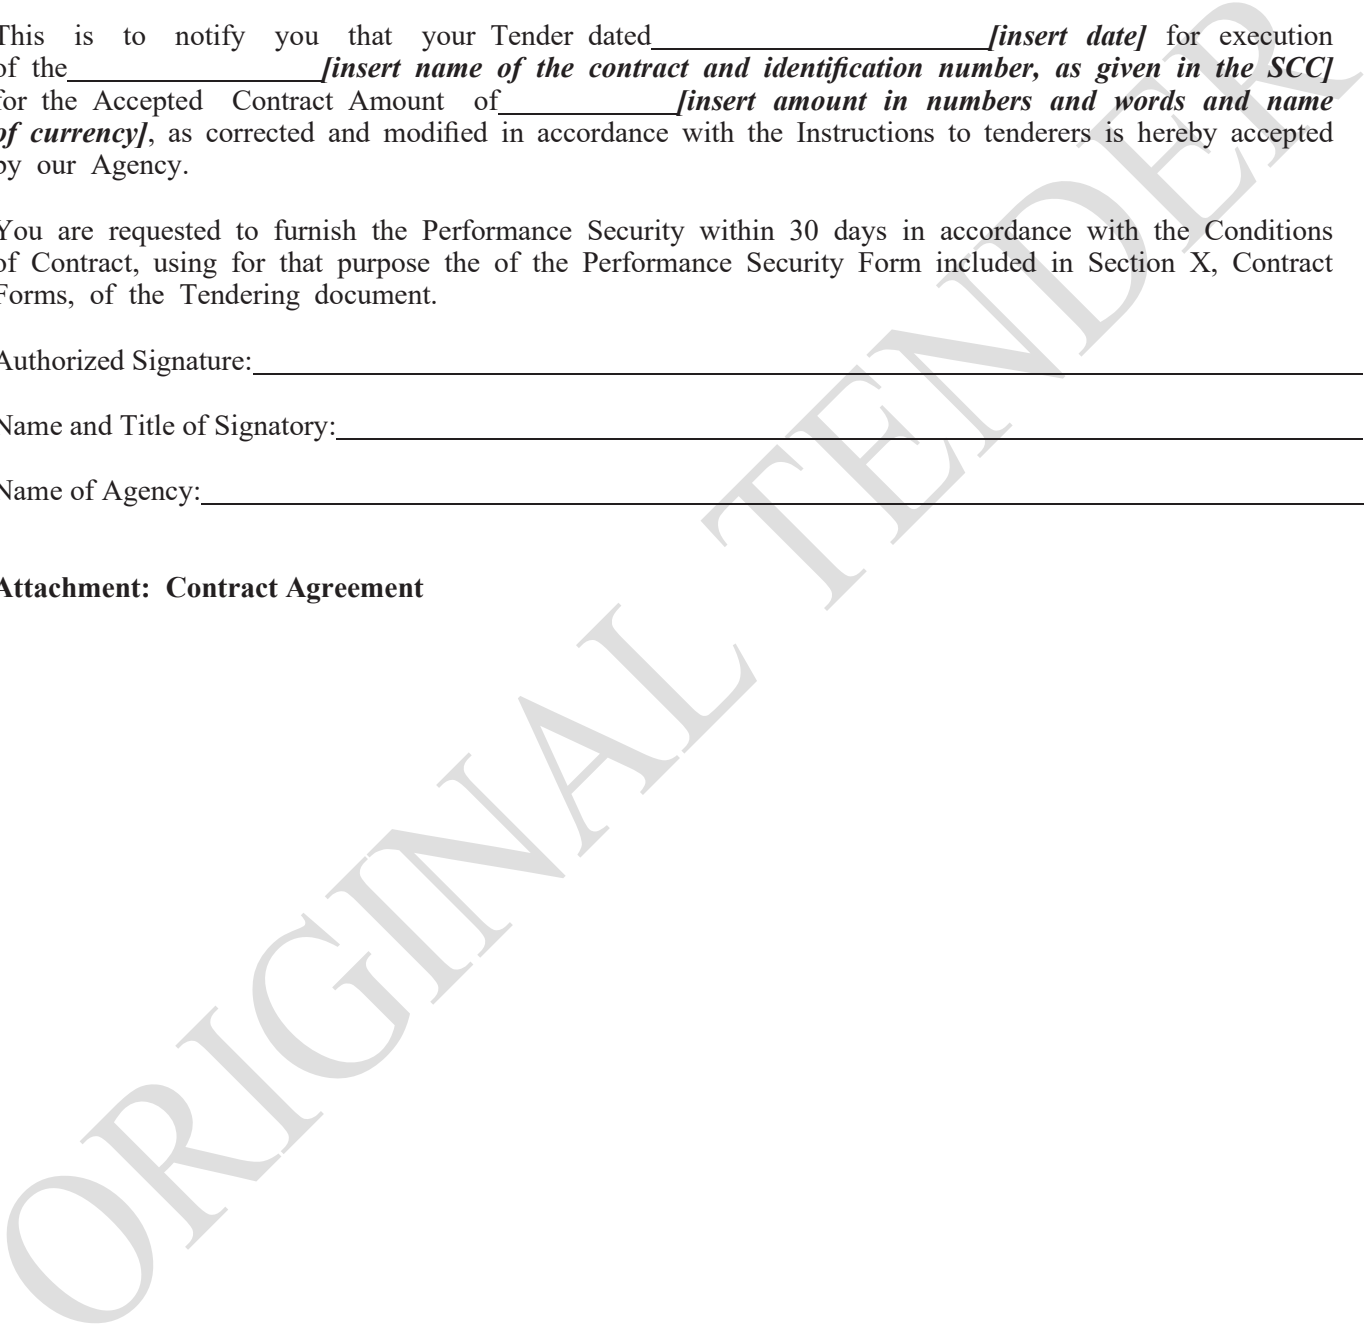 This is to notify you that your Tender dated_______________[insert date] for execution
of the_______________[insert name of the contract and identification number, as given in the SCC]
for the Accepted Contract Amount of__________[insert amount in numbers and words and name
of currency], as corrected and modified in accordance with the Instructions to tenderers is hereby accepted
by our Agency.
You are requested to furnish the Performance Security within 30 days in accordance with the Conditions
of Contract, using for that purpose the of the Performance Security Form included in Section X, Contract
Forms, of the Tendering document.
Authorized Signature:
Name and Title of Signatory:
Name of Agency:
Attachment: Contract Agreement
ORIGINAL TENDER